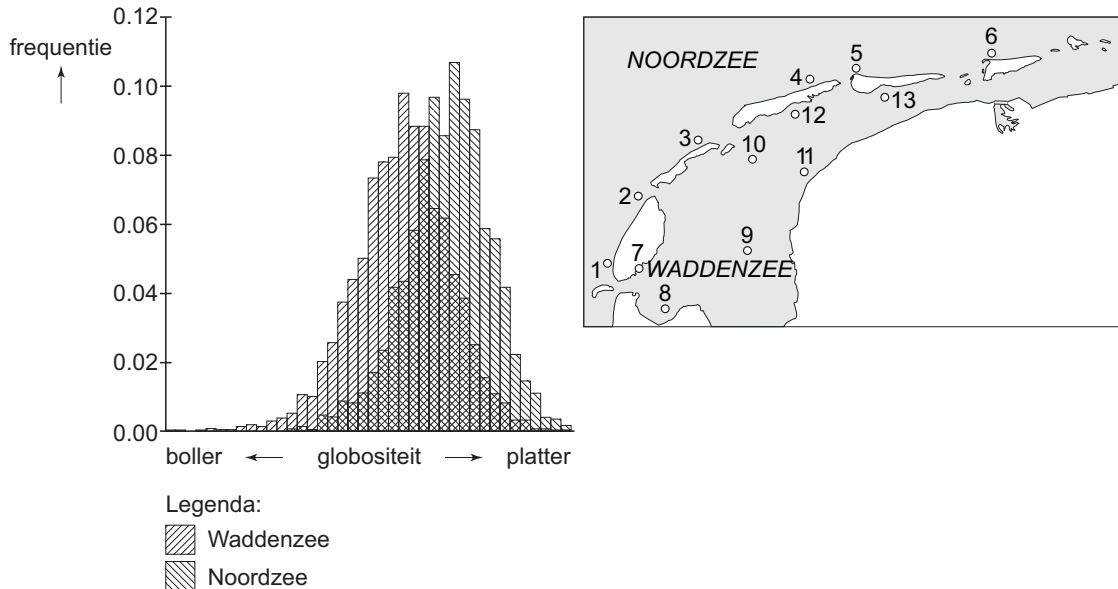 0.12
frequentie
0.10
0.08
0.06
0.04
0.02
0.00
boller globositeit platter
Legenda:
Waddenzee
Noordzee
NOORDZEE
6
5
4
13
12
3
10
11
2
9
7
WADDENZEE
1
8